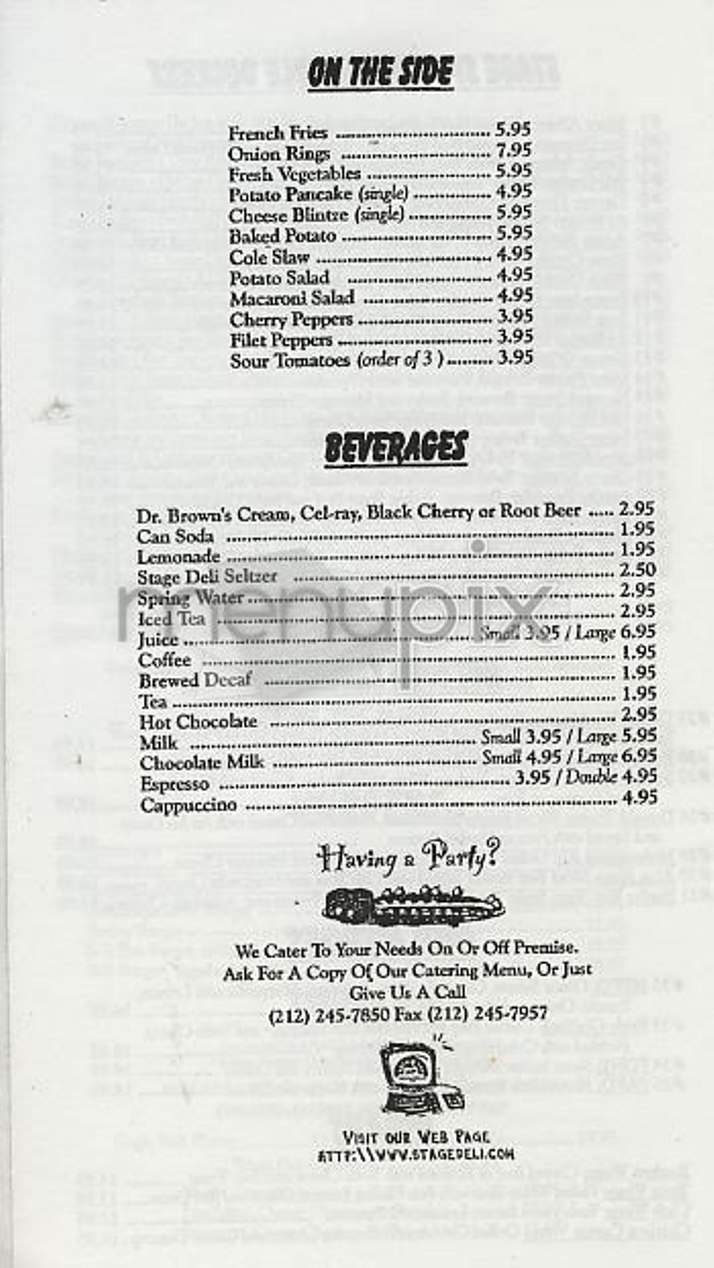 ON THE SIDE
French Fries ................................ 5.95
Onion Rings ............................... 7.95
Fresh Vegetables .......................... 5.95
Potato Pancake (single) ................ 4.95
Cheese Blintze (single) ................. 5.95
Baked Potato ............................... 5.95
Cole Slaw .................................... 4.95
Potato Salad ............................... 4.95
Macaroni Salad ........................... 4.95
Cherry Peppers ............................ 3.95
Filet Peppers ................................ 3.95
Sour Tomatoes (order of 3 ) ......... 3.95
BEVERAGES
Dr. Brown's Cream, Cel-ray, Black Cherry or Root Beer ..... 2.95
Can Soda ................................................................ 1.95
Lemonade ................................................................ 1.95
Stage Deli Seltzer ................................................................ 2.50
Spring Water ................................................................ 2.95
Iced Tea ................................................................ 2.95
Juice ................................................ Small 3.95 / Large 6.95
Coffee ................................................................ 1.95
Brewed Decaf ................................................................ 1.95
Tea ................................................................ 1.95
Hot Chocolate ................................................................ 2.95
Milk ................................................ Small 3.95 / Large 5.95
Chocolate Milk ................................ Small 4.95 / Large 6.95
Espresso ................................................ 3.95 / Double 4.95
Cappuccino ................................................................ 4.95
menupix
Having a Party?
We Cater To Your Needs On Or Off Premise.
Ask For A Copy Of Our Catering Menu, Or Just
Give Us A Call
(212) 245-7850 Fax (212) 245-7957
VISIT OUR WEB PAGE
HTTP:\\WWW.STAGEDELI.COM